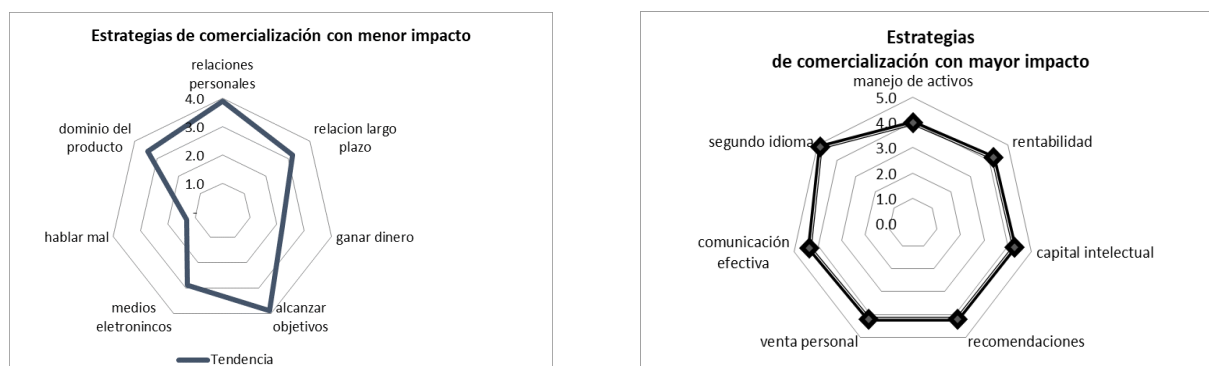 Estrategias de comercialización con menor impacto
relaciones
personales
4.0
3.0
2.0
1.0
-
relacion largo
plazo
ganar dinero
alcanzar
objetivos
medios
eletronincos
hablar mal
dominio del
producto
Tendencia
Estrategias
de comercialización con mayor impacto
manejo de activos
5.0
4.0
3.0
2.0
1.0
0.0
rentabilidad
capital intelectual
recomendaciones
venta personal
comunicación
efectiva
segundo idioma